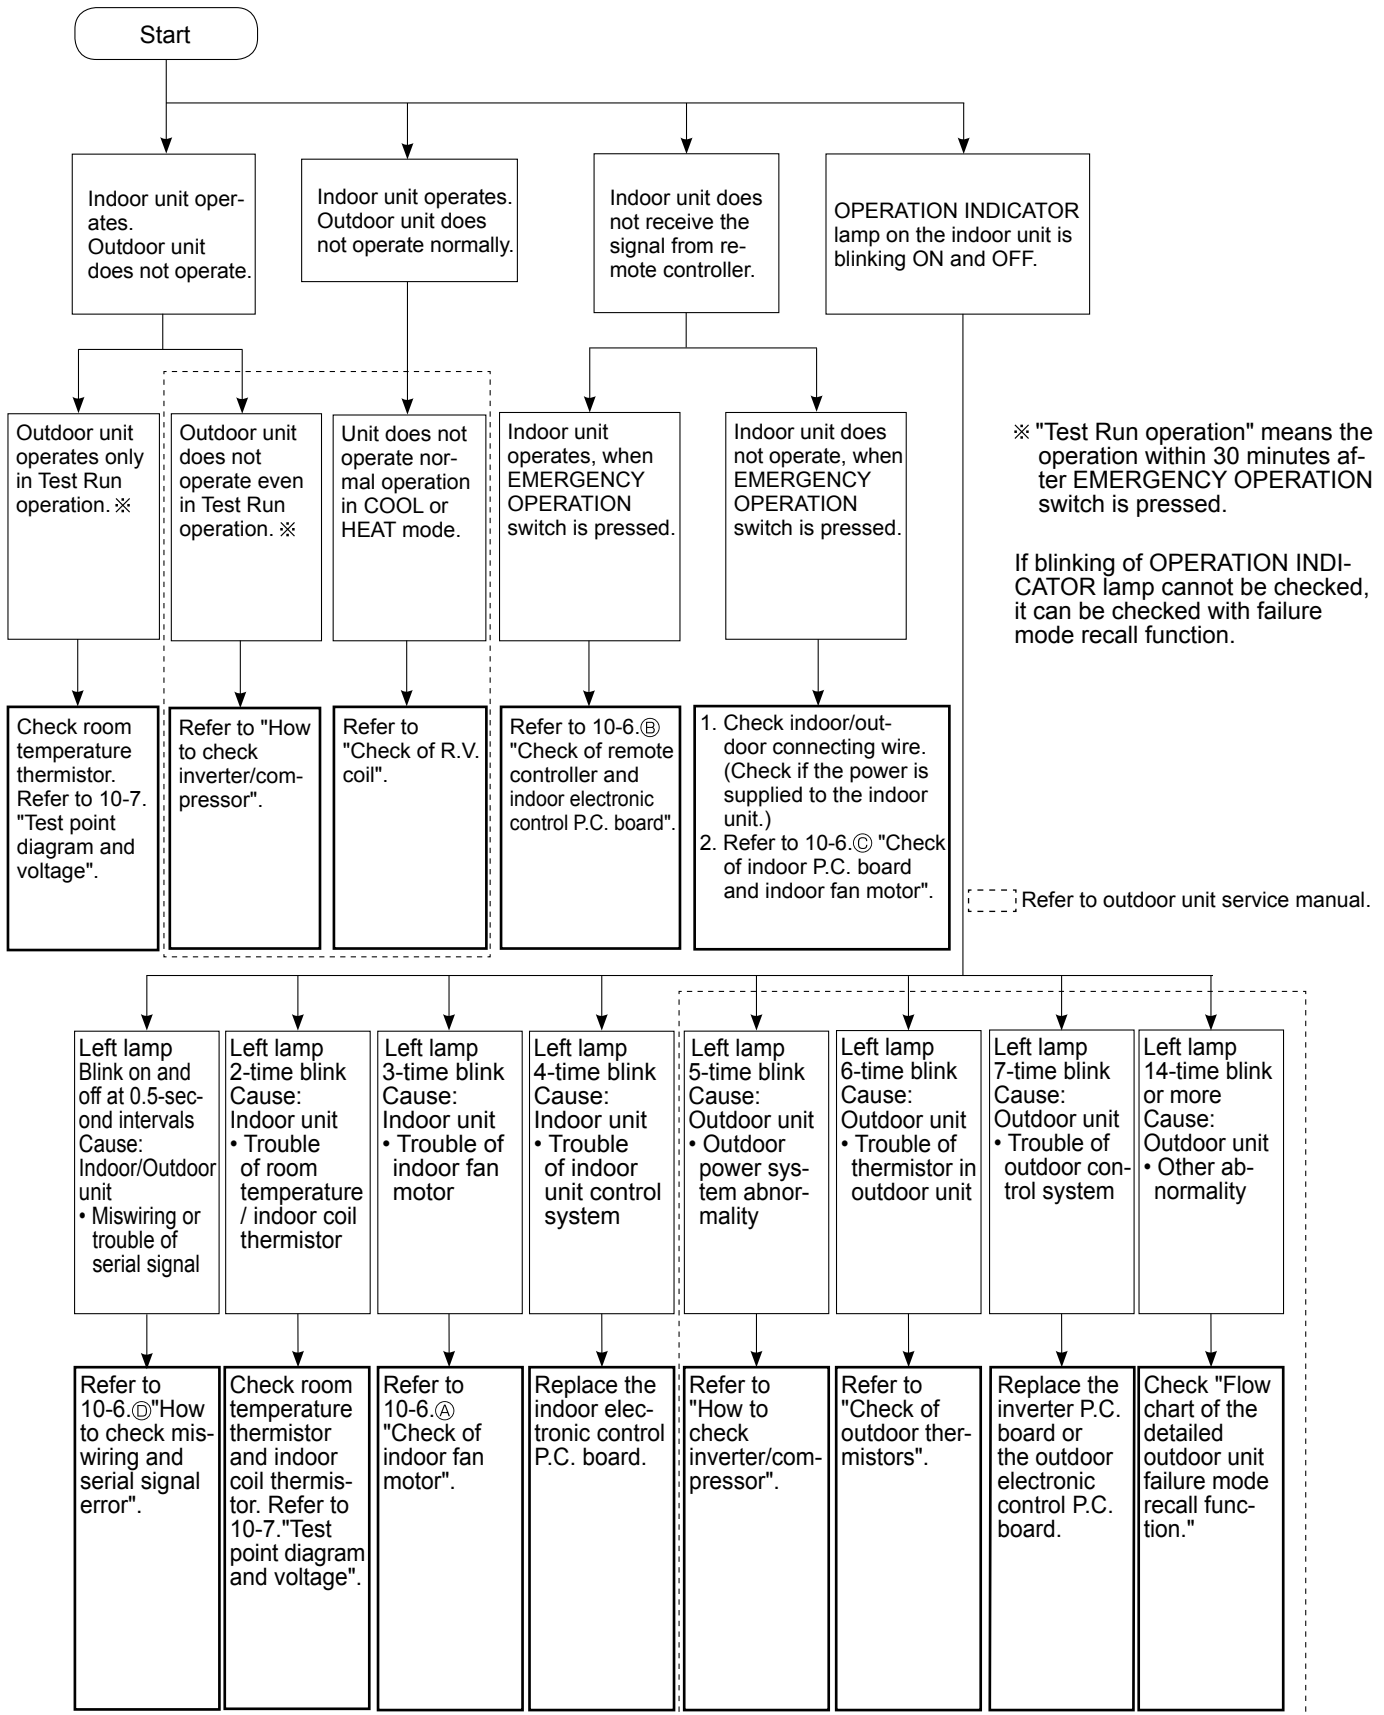 Start
Indoor unit oper-
ates.
Outdoor unit
does not operate.
Indoor unit operates.
Outdoor unit does
not operate normally.
Indoor unit does
not receive the
signal from re-
mote controller.
OPERATION INDICATOR
lamp on the indoor unit is
blinking ON and OFF.
Outdoor unit
operates only
in Test Run
operation. ※
Outdoor unit
does not
operate even
in Test Run
operation. ※
Unit does not
operate nor-
mal operation
in COOL or
HEAT mode.
Indoor unit
operates, when
EMERGENCY
OPERATION
switch is pressed.
Indoor unit does
not operate, when
EMERGENCY
OPERATION
switch is pressed.
※ "Test Run operation" means the
operation within 30 minutes af-
ter EMERGENCY OPERATION
switch is pressed.
If blinking of OPERATION INDI-
CATOR lamp cannot be checked,
it can be checked with failure
mode recall function.
Check room
temperature
thermistor.
Refer to 10-7.
"Test point
diagram and
voltage".
Refer to "How
to check
inverter/com-
pressor".
Refer to
"Check of R.V.
coil".
Refer to 10-6.Ⓑ
"Check of remote
controller and
indoor electronic
control P.C. board".
1. Check indoor/out-
door connecting wire.
(Check if the power is
supplied to the indoor
unit.)
2. Refer to 10-6.Ⓒ "Check
of indoor P.C. board
and indoor fan motor".
Refer to outdoor unit service manual.
Left lamp
Blink on and
off at 0.5-sec-
ond intervals
Cause:
Indoor/Outdoor
unit
• Miswiring or
trouble of
serial signal
Left lamp
2-time blink
Cause:
Indoor unit
• Trouble
of room
temperature
/ indoor coil
thermistor
Left lamp
3-time blink
Cause:
Indoor unit
• Trouble of
indoor fan
motor
Left lamp
4-time blink
Cause:
Indoor unit
• Trouble
of indoor
unit control
system
Left lamp
5-time blink
Cause:
Outdoor unit
• Outdoor
power sys-
tem abnor-
mality
Left lamp
6-time blink
Cause:
Outdoor unit
• Trouble of
thermistor in
outdoor unit
Left lamp
7-time blink
Cause:
Outdoor unit
• Trouble of
outdoor con-
trol system
Left lamp
14-time blink
or more
Cause:
Outdoor unit
• Other ab-
normality
Refer to
10-6.Ⓓ"How
to check mis-
wiring and
serial signal
error".
Check room
temperature
thermistor
and indoor
coil thermis-
tor. Refer to
10-7."Test
point diagram
and voltage".
Refer to
10-6.Ⓐ
"Check of
indoor fan
motor".
Replace the
indoor elec-
tronic control
P.C. board.
Refer to
"How to
check
inverter/com-
pressor".
Refer to
"Check of
outdoor ther-
mistors".
Replace the
inverter P.C.
board or
the outdoor
electronic
control P.C.
board.
Check "Flow
chart of the
detailed
outdoor unit
failure mode
recall func-
tion."